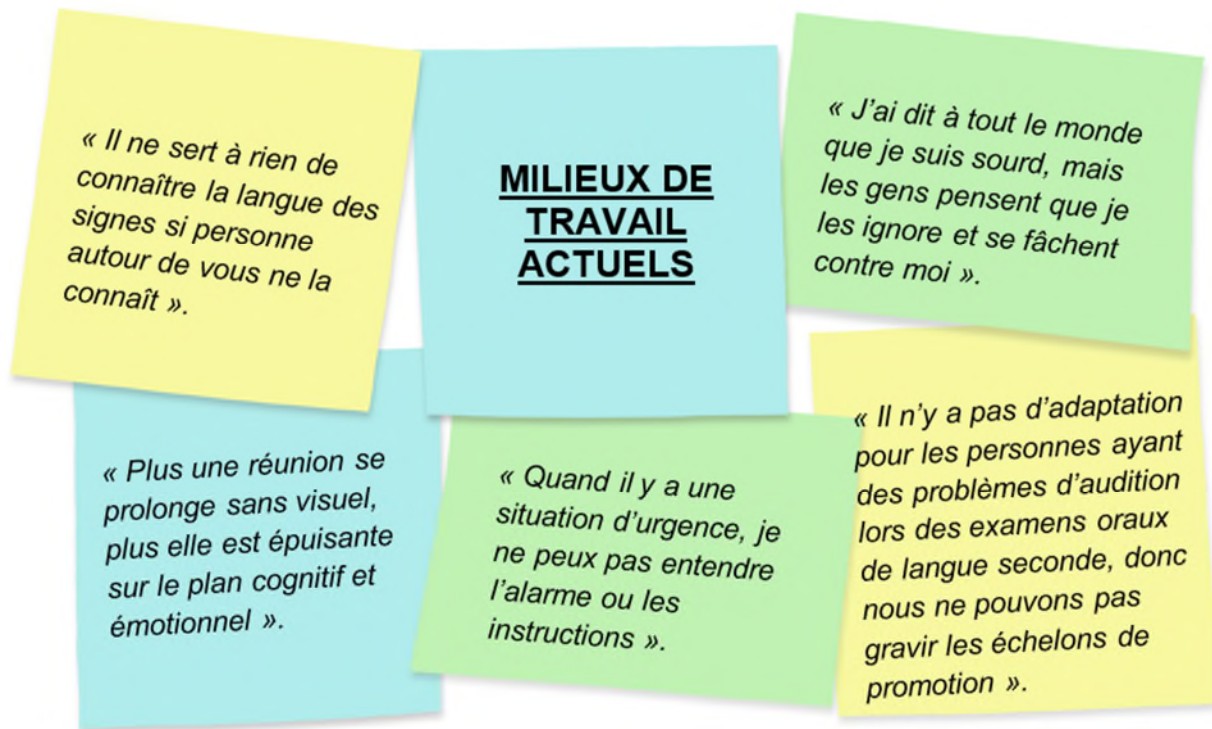 « Il ne sert à rien de
connaître la langue des
signes si personne
autour de vous ne la
connaît ».
MILIEUX DE
TRAVAIL
ACTUELS
« J'ai dit à tout le monde
que je suis sourd, mais
les gens pensent que je
les ignore et se fâchent
contre moi ».
« Plus une réunion se
prolonge sans visuel,
plus elle est épuisante
sur le plan cognitif et
émotionnel ».
« Quand il y a une
situation d'urgence, je
ne peux pas entendre
l'alarme ou les
instructions ».
« Il n'y a pas d'adaptation
pour les personnes ayant
des problèmes d'audition
lors des examens oraux
de langue seconde, donc
nous ne pouvons pas
gravir les échelons de
promotion ».